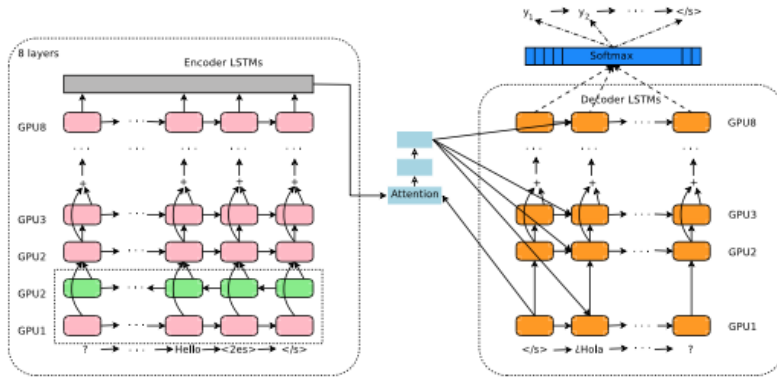 y1 y2 ... </s>
Softmax
8 layers
Encoder LSTMs
Decoder LSTMs
GPU8
GPU8
... ... ... ...
... ... ...
+ + + +
+ + +
Attention
GPU3
GPU3
GPU2
GPU2
GPU2
GPU1
GPU1
? ... Hello <2es> </s>
</s> ¿Hola ... ?